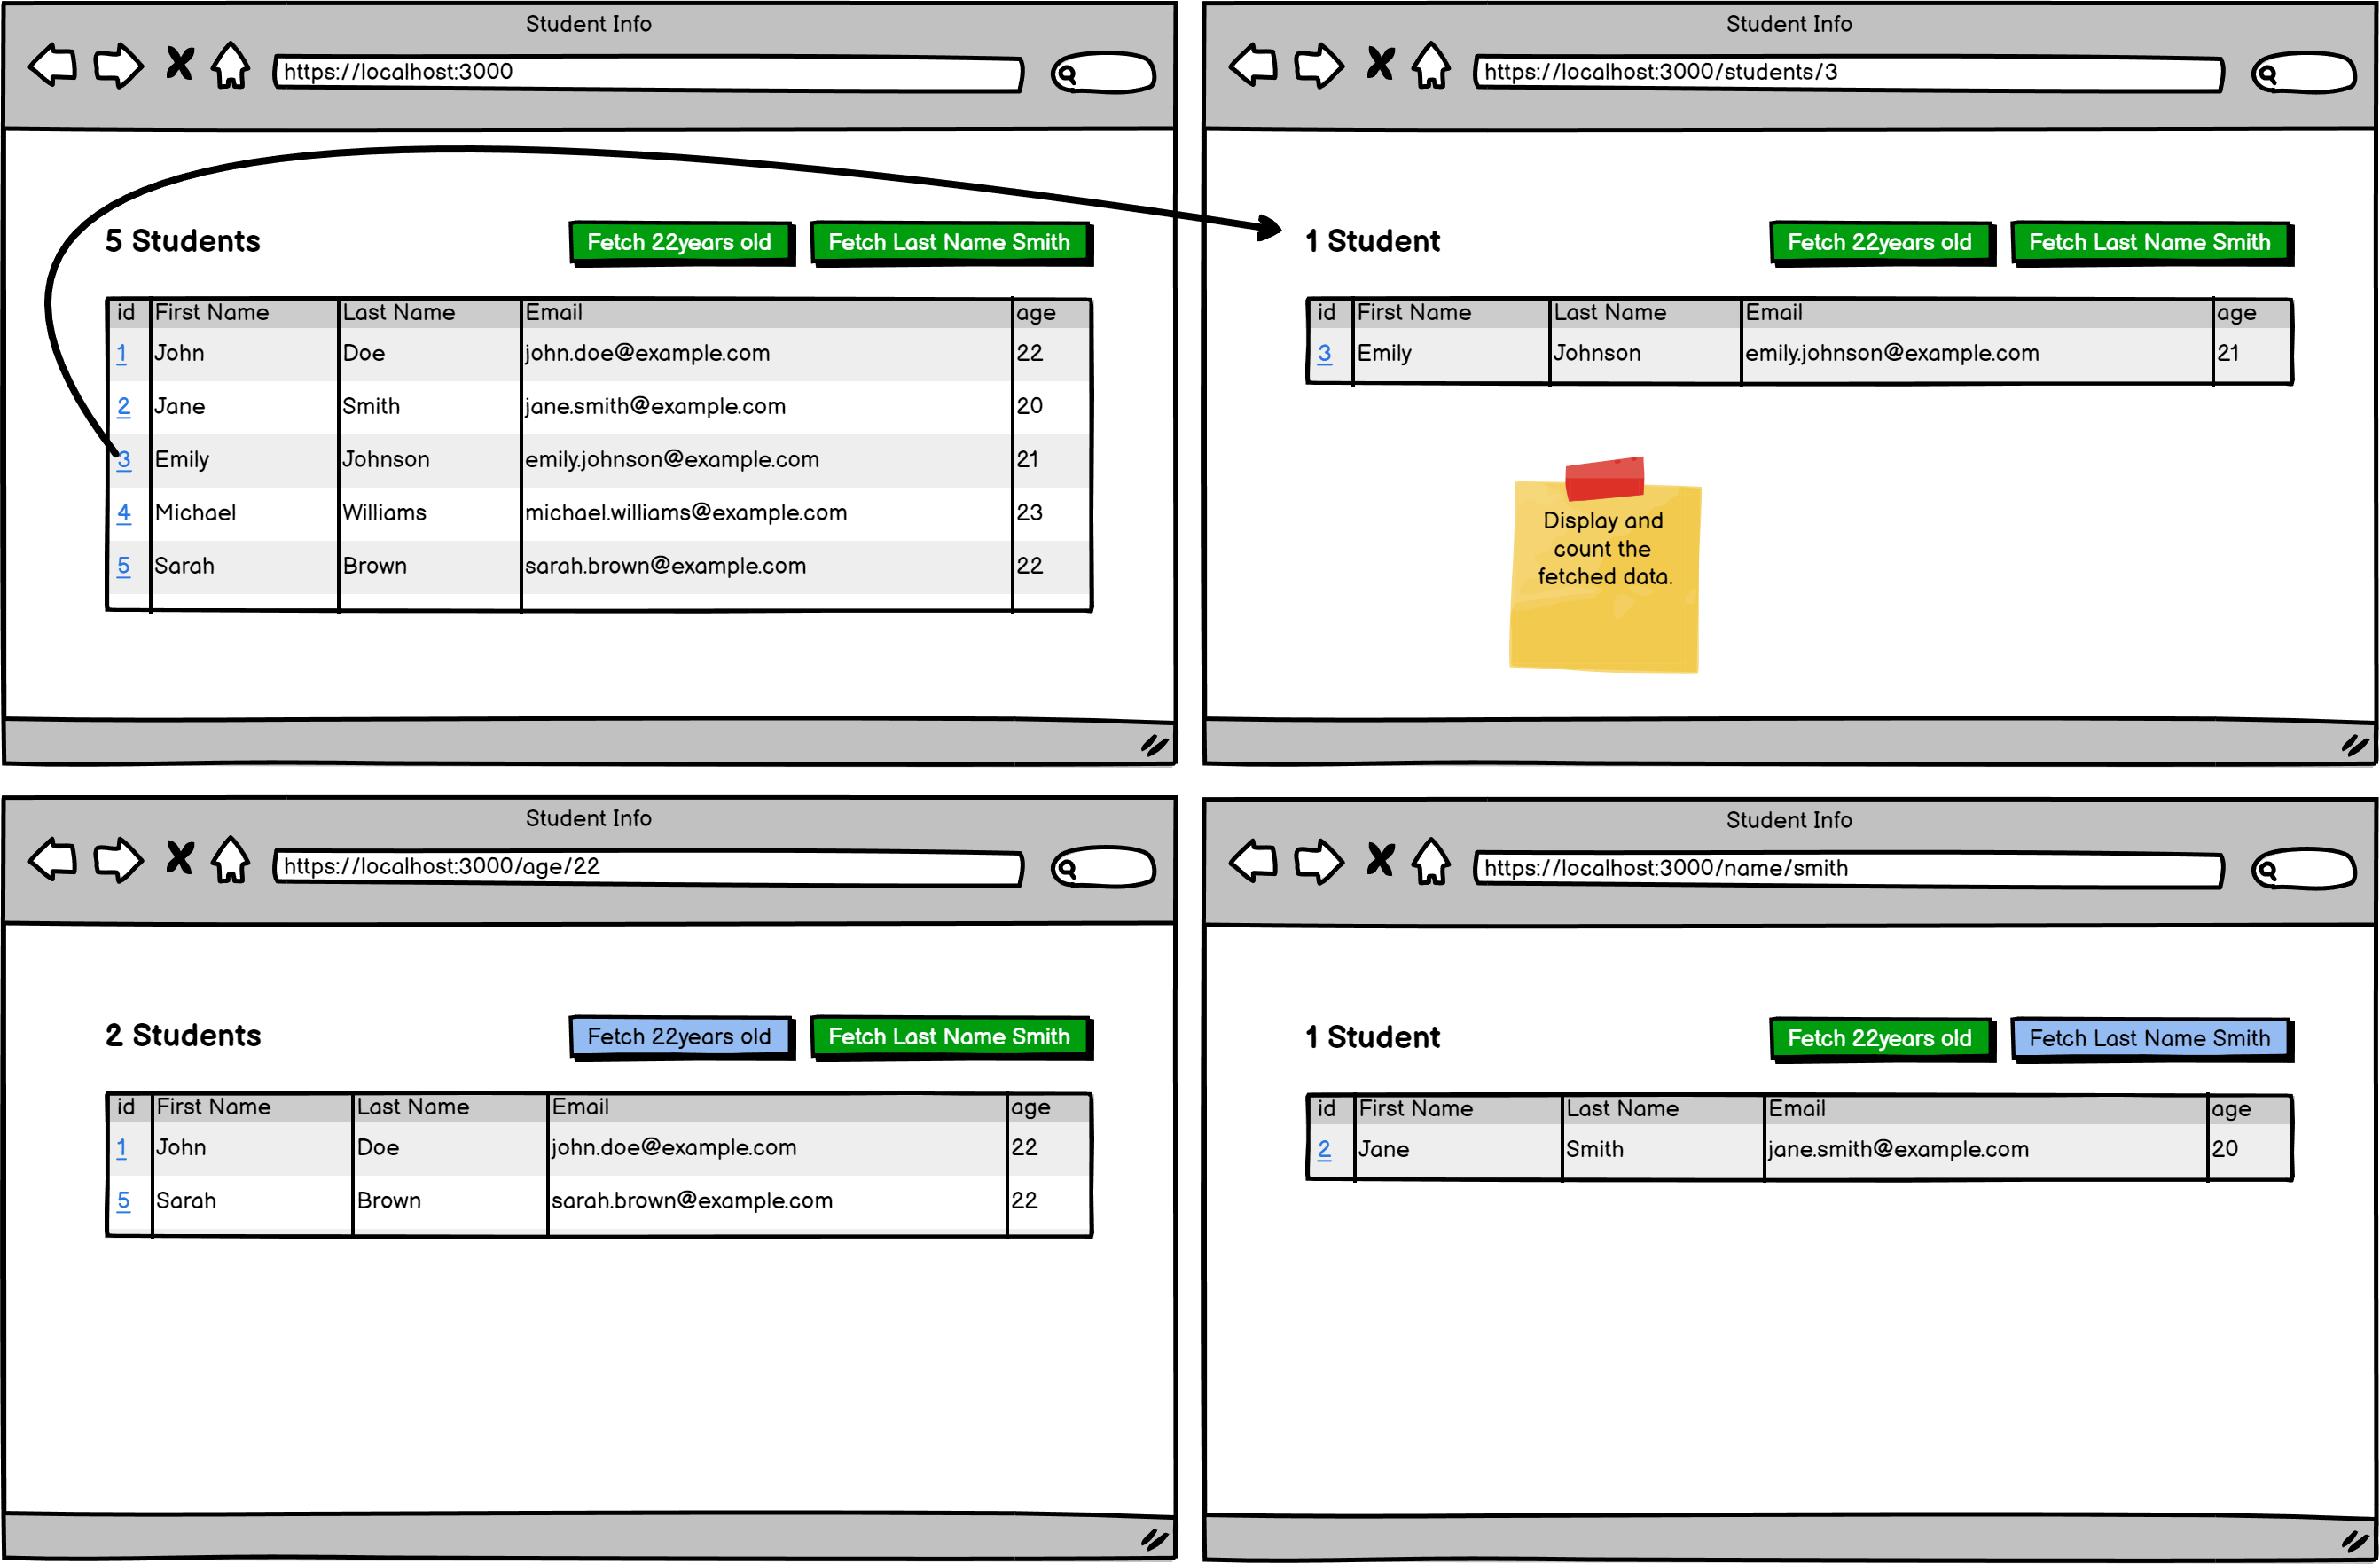 Student Info
https://localhost:3000
5 Students
Fetch 22years old
Fetch Last Name Smith
id First Name Last Name Email age
1 John Doe john.doe@example.com 22
2 Jane Smith jane.smith@example.com 20
3 Emily Johnson emily.johnson@example.com 21
4 Michael Williams michael.williams@example.com 23
5 Sarah Brown sarah.brown@example.com 22
Student Info
https://localhost:3000/students/3
1 Student
Fetch 22years old
Fetch Last Name Smith
id First Name Last Name Email age
3 Emily Johnson emily.johnson@example.com 21
Display and
count the
fetched data.
Student Info
https://localhost:3000/age/22
2 Students
Fetch 22years old
Fetch Last Name Smith
id First Name Last Name Email age
1 John Doe john.doe@example.com 22
5 Sarah Brown sarah.brown@example.com 22
Student Info
https://localhost:3000/name/smith
1 Student
Fetch 22years old
Fetch Last Name Smith
id First Name Last Name Email age
2 Jane Smith jane.smith@example.com 20